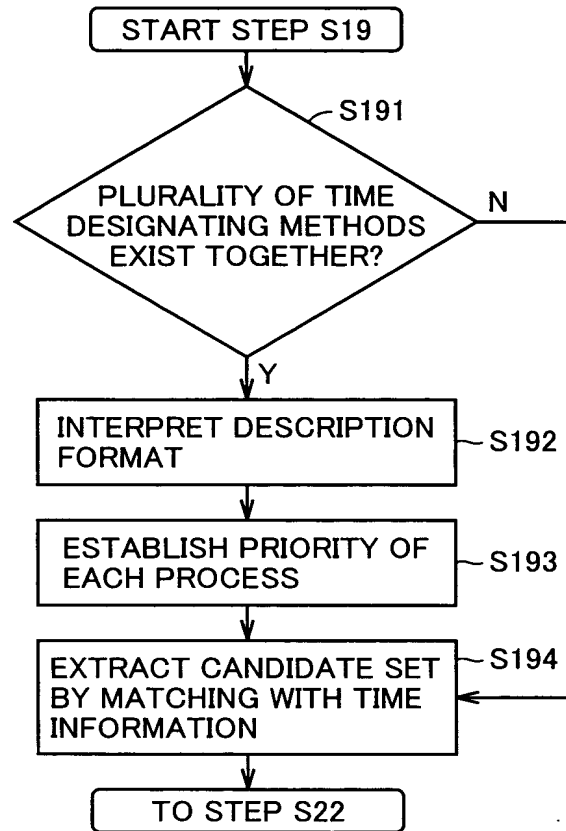 START STEP S19
S191
PLURALITY OF TIME
DESIGNATING METHODS
EXIST TOGETHER?
N
Y
INTERPRET DESCRIPTION
FORMAT
S192
ESTABLISH PRIORITY OF
EACH PROCESS
S193
EXTRACT CANDIDATE SET
BY MATCHING WITH TIME
INFORMATION
S194
TO STEP S22